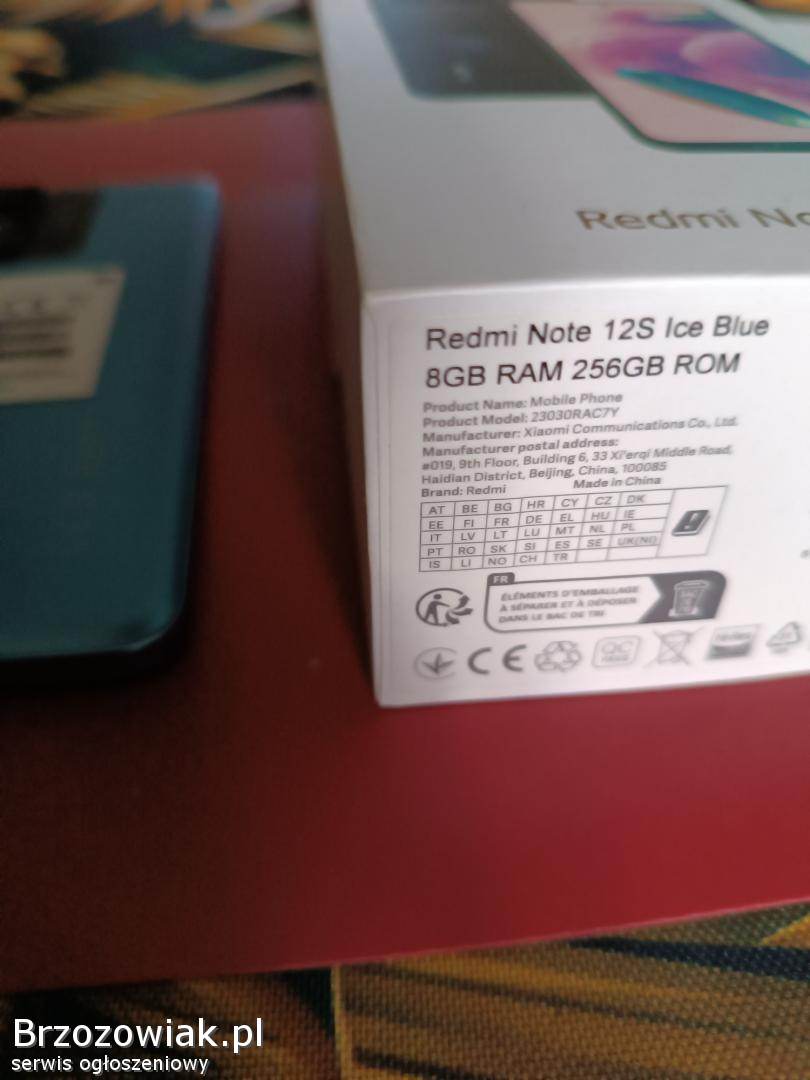 Redmi No
Redmi Note 12S Ice Blue
8GB RAM 256GB ROM
Product Name: Mobile Phone
Product Model: 23030RAC7Y
Manufacturer: Xiaomi Communications Co., Ltd.
Manufacturer postal address:
#019, 9th Floor, Building 6, 33 Xi'erqi Middle Road,
Haidian District, Beijing, China, 100085
Brand: Redmi Made in China
AT BE BG HR CY CZ DK
EE FI FR DE EL HU IE
IT LV LT LU MT NL PL
PT RO SK SI ES SE UK(NI)
IS LI NO CH TR
FR
ÉLÉMENTS D'EMBALLAGE
À SÉPARER ET À DÉPOSER
DANS LE BAC DE TRI
CE
QC
Brzozowiak.pl
serwis ogłoszeniowy